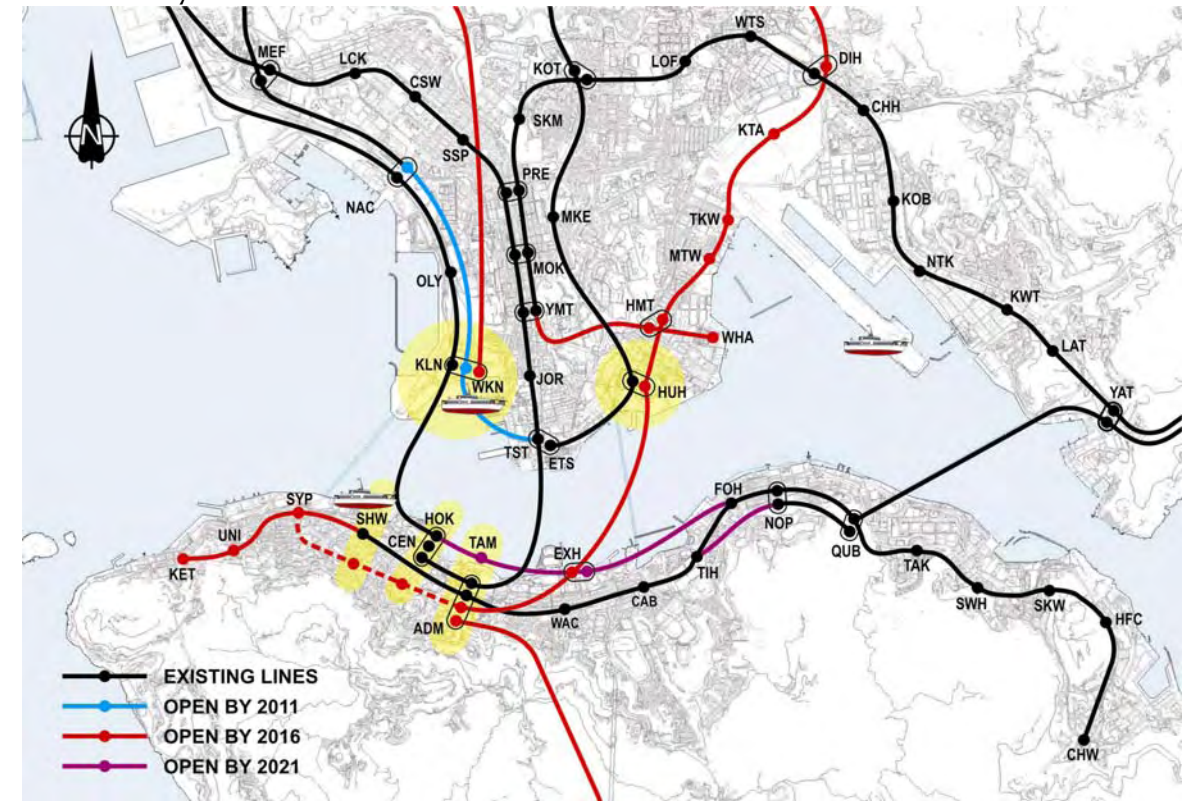 WTS
MEF
LCK
KOT
LOF
DIH
CSW
CHH
SKM
KTA
SSP
PRE
NAC
MKE
TKW
KOB
MOK
MTW
NTK
OLY
YMT
HMT
KWT
WHA
LAT
KLN
WKN
JOR
HUH
YAT
TST
ETS
SYP
SHW
HOK
FOH
NOP
UNI
CEN
TAM
EXH
QUB
KET
TIH
TAK
CAB
SWH
SKW
ADM
WAC
HFC
CHW
N
EXISTING LINES
OPEN BY 2011
OPEN BY 2016
OPEN BY 2021